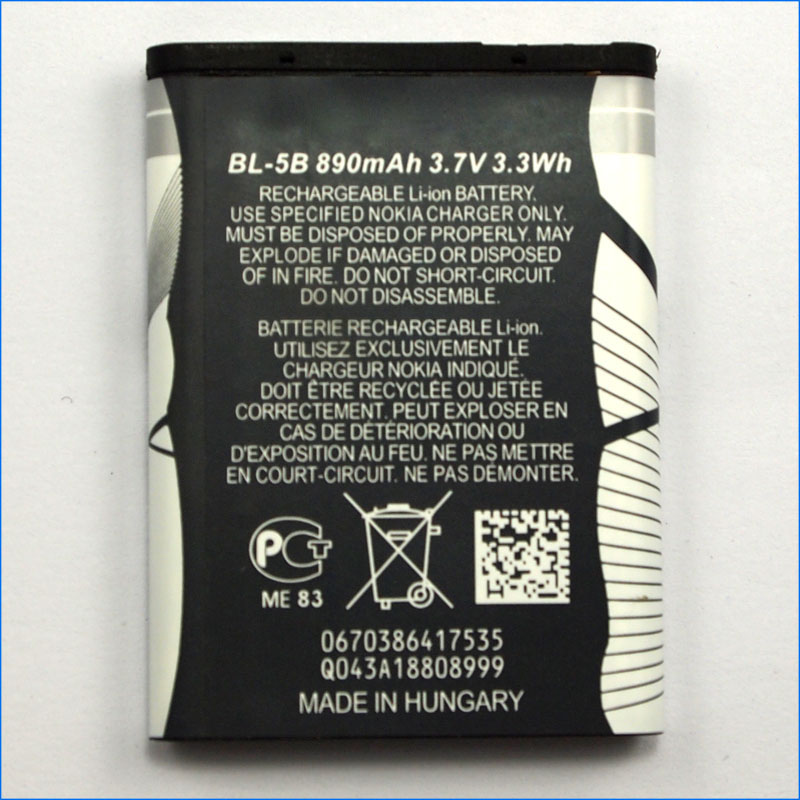 BL-5B 890mAh 3.7V 3.3Wh
RECHARGEABLE Li-ion BATTERY.
USE SPECIFIED NOKIA CHARGER ONLY.
MUST BE DISPOSED OF PROPERLY. MAY
EXPLODE IF DAMAGED OR DISPOSED
OF IN FIRE. DO NOT SHORT-CIRCUIT.
DO NOT DISASSEMBLE.
BATTERIE RECHARGEABLE Li-ion.
UTILISEZ EXCLUSIVEMENT LE
CHARGEUR NOKIA INDIQUÉ.
DOIT ÊTRE RECYCLÉE OU JETÉE
CORRECTEMENT. PEUT EXPLOSER EN
CAS DE DÉTÉRIORATION OU
D'EXPOSITION AU FEU. NE PAS METTRE
EN COURT-CIRCUIT. NE PAS DÉMONTER.
PCT
ME 83
0670386417535
Q043A18808999
MADE IN HUNGARY